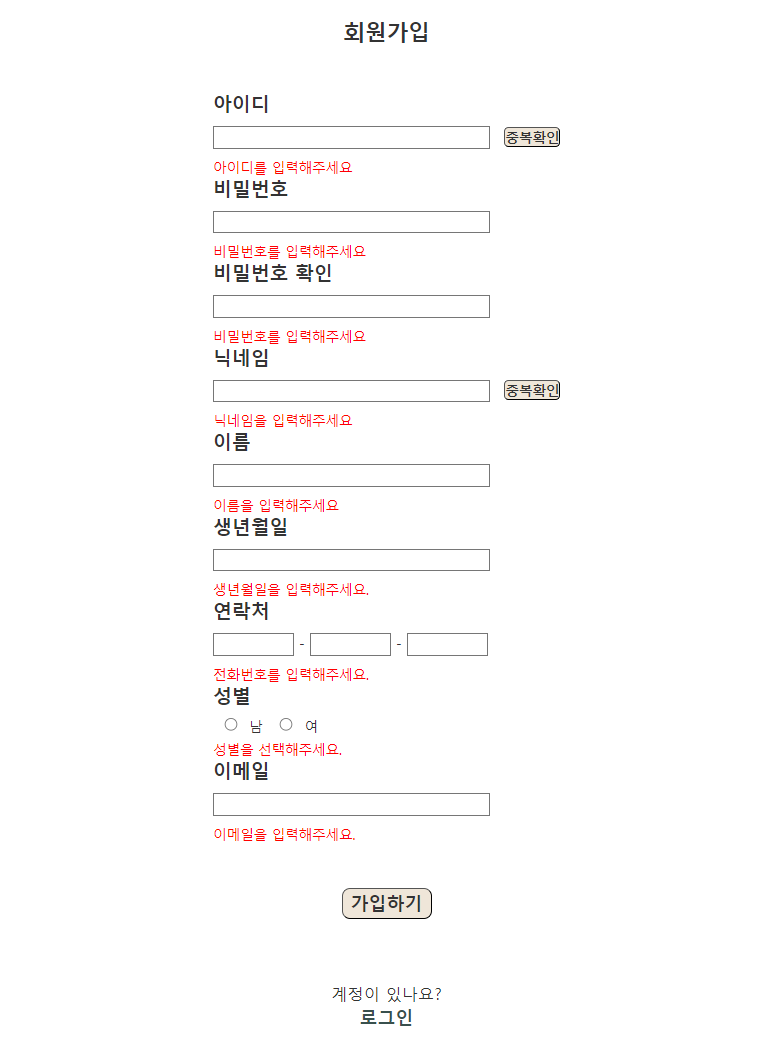 회원가입
아이디
중복확인
아이디를 입력해주세요
비밀번호
비밀번호를 입력해주세요
비밀번호 확인
비밀번호를 입력해주세요
닉네임
중복확인
닉네임을 입력해주세요
이름
이름을 입력해주세요
생년월일
생년월일을 입력해주세요.
연락처
- -
전화번호를 입력해주세요.
성별
남 여
성별을 선택해주세요.
이메일
이메일을 입력해주세요.
가입하기
계정이 있나요?
로그인